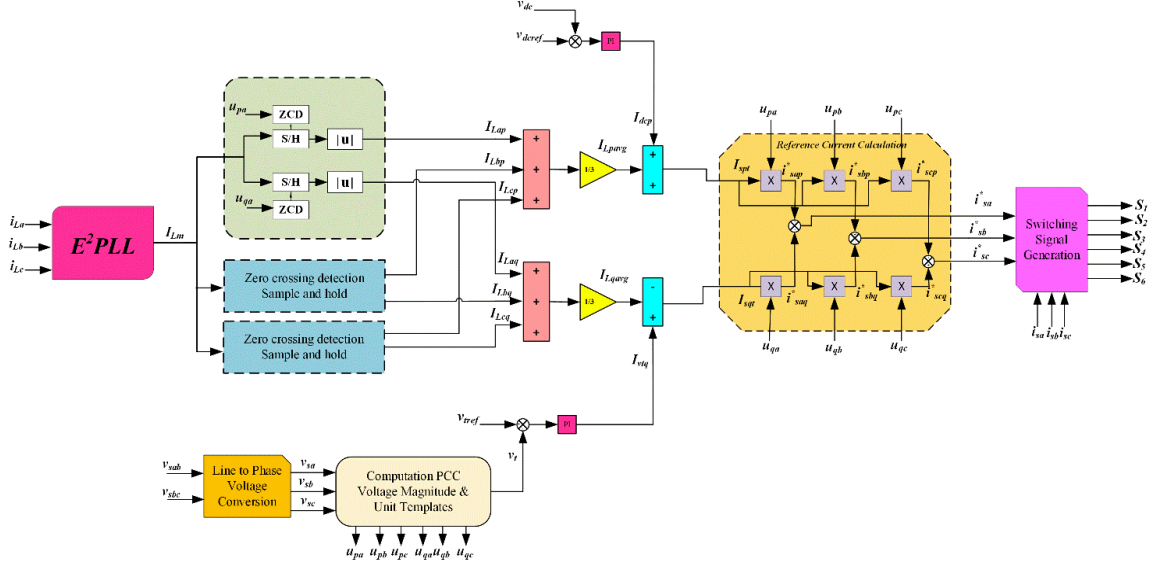 v_dc
v_dcref
PI
u_pa
ZCD
S/H
|u|
S/H
|u|
u_qa
ZCD
I_Lap
I_Lbp
I_Lcp
+
+
+
1/3
I_Lpavg
I_dcp
+
+
i_La
i_Lb
i_Lc
E²PLL
I_Lm
Zero crossing detection
Sample and hold
Zero crossing detection
Sample and hold
I_Laq
I_Lbq
I_Lcq
+
+
+
1/3
I_Lqavg
-
+
I_vtq
u_pa
u_pb
u_pc
Reference Current Calculation
I_spt
X
i*_sap
X
i*_sbp
X
i*_scp
I_sqt
X
i*_saq
X
i*_sbq
X
i*_scq
u_qa
u_qb
u_qc
i*_sa
i*_sb
i*_sc
Switching
Signal
Generation
S_1
S_2
S_3
S_4
S_5
S_6
i_sa i_sb i_sc
v_tref
PI
v_t
v_sab
v_sbc
Line to Phase
Voltage
Conversion
v_sa
v_sb
v_sc
Computation PCC
Voltage Magnitude &
Unit Templates
u_pa u_pb u_pc u_qa u_qb u_qc